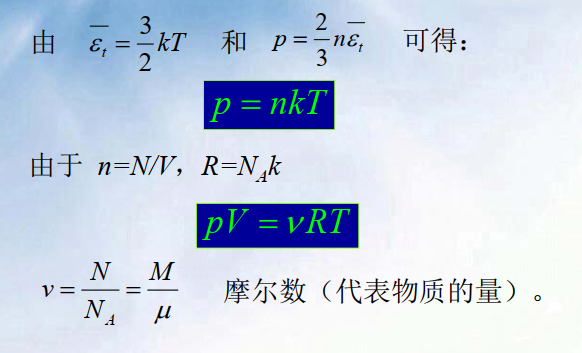 由 $\overline{\varepsilon_t} = \frac{3}{2}kT$ 和 $p = \frac{2}{3}n\overline{\varepsilon_t}$ 可得：
$p = nkT$
由于 n=N/V，R=N_Ak
$pV = \nu RT$
$\nu = \frac{N}{N_A} = \frac{M}{\mu}$ 摩尔数（代表物质的量）。